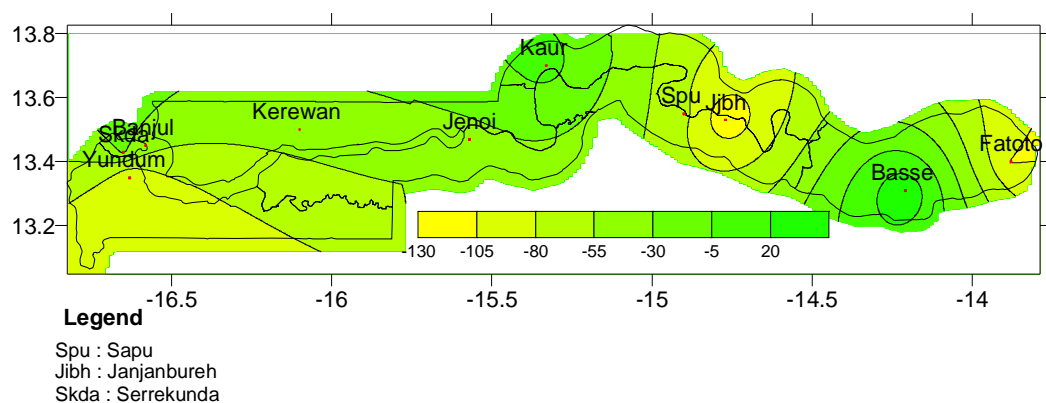 13.8
13.6
13.4
13.2
Kaur
Spu
Jjbh
Kerewan
Jenoi
Banjul
Skda
Yundum
Fatoto
Basse
-130 -105 -80 -55 -30 -5 20
-16.5 -16 -15.5 -15 -14.5 -14
Legend
Spu : Sapu
Jibh : Janjanbureh
Skda : Serrekunda